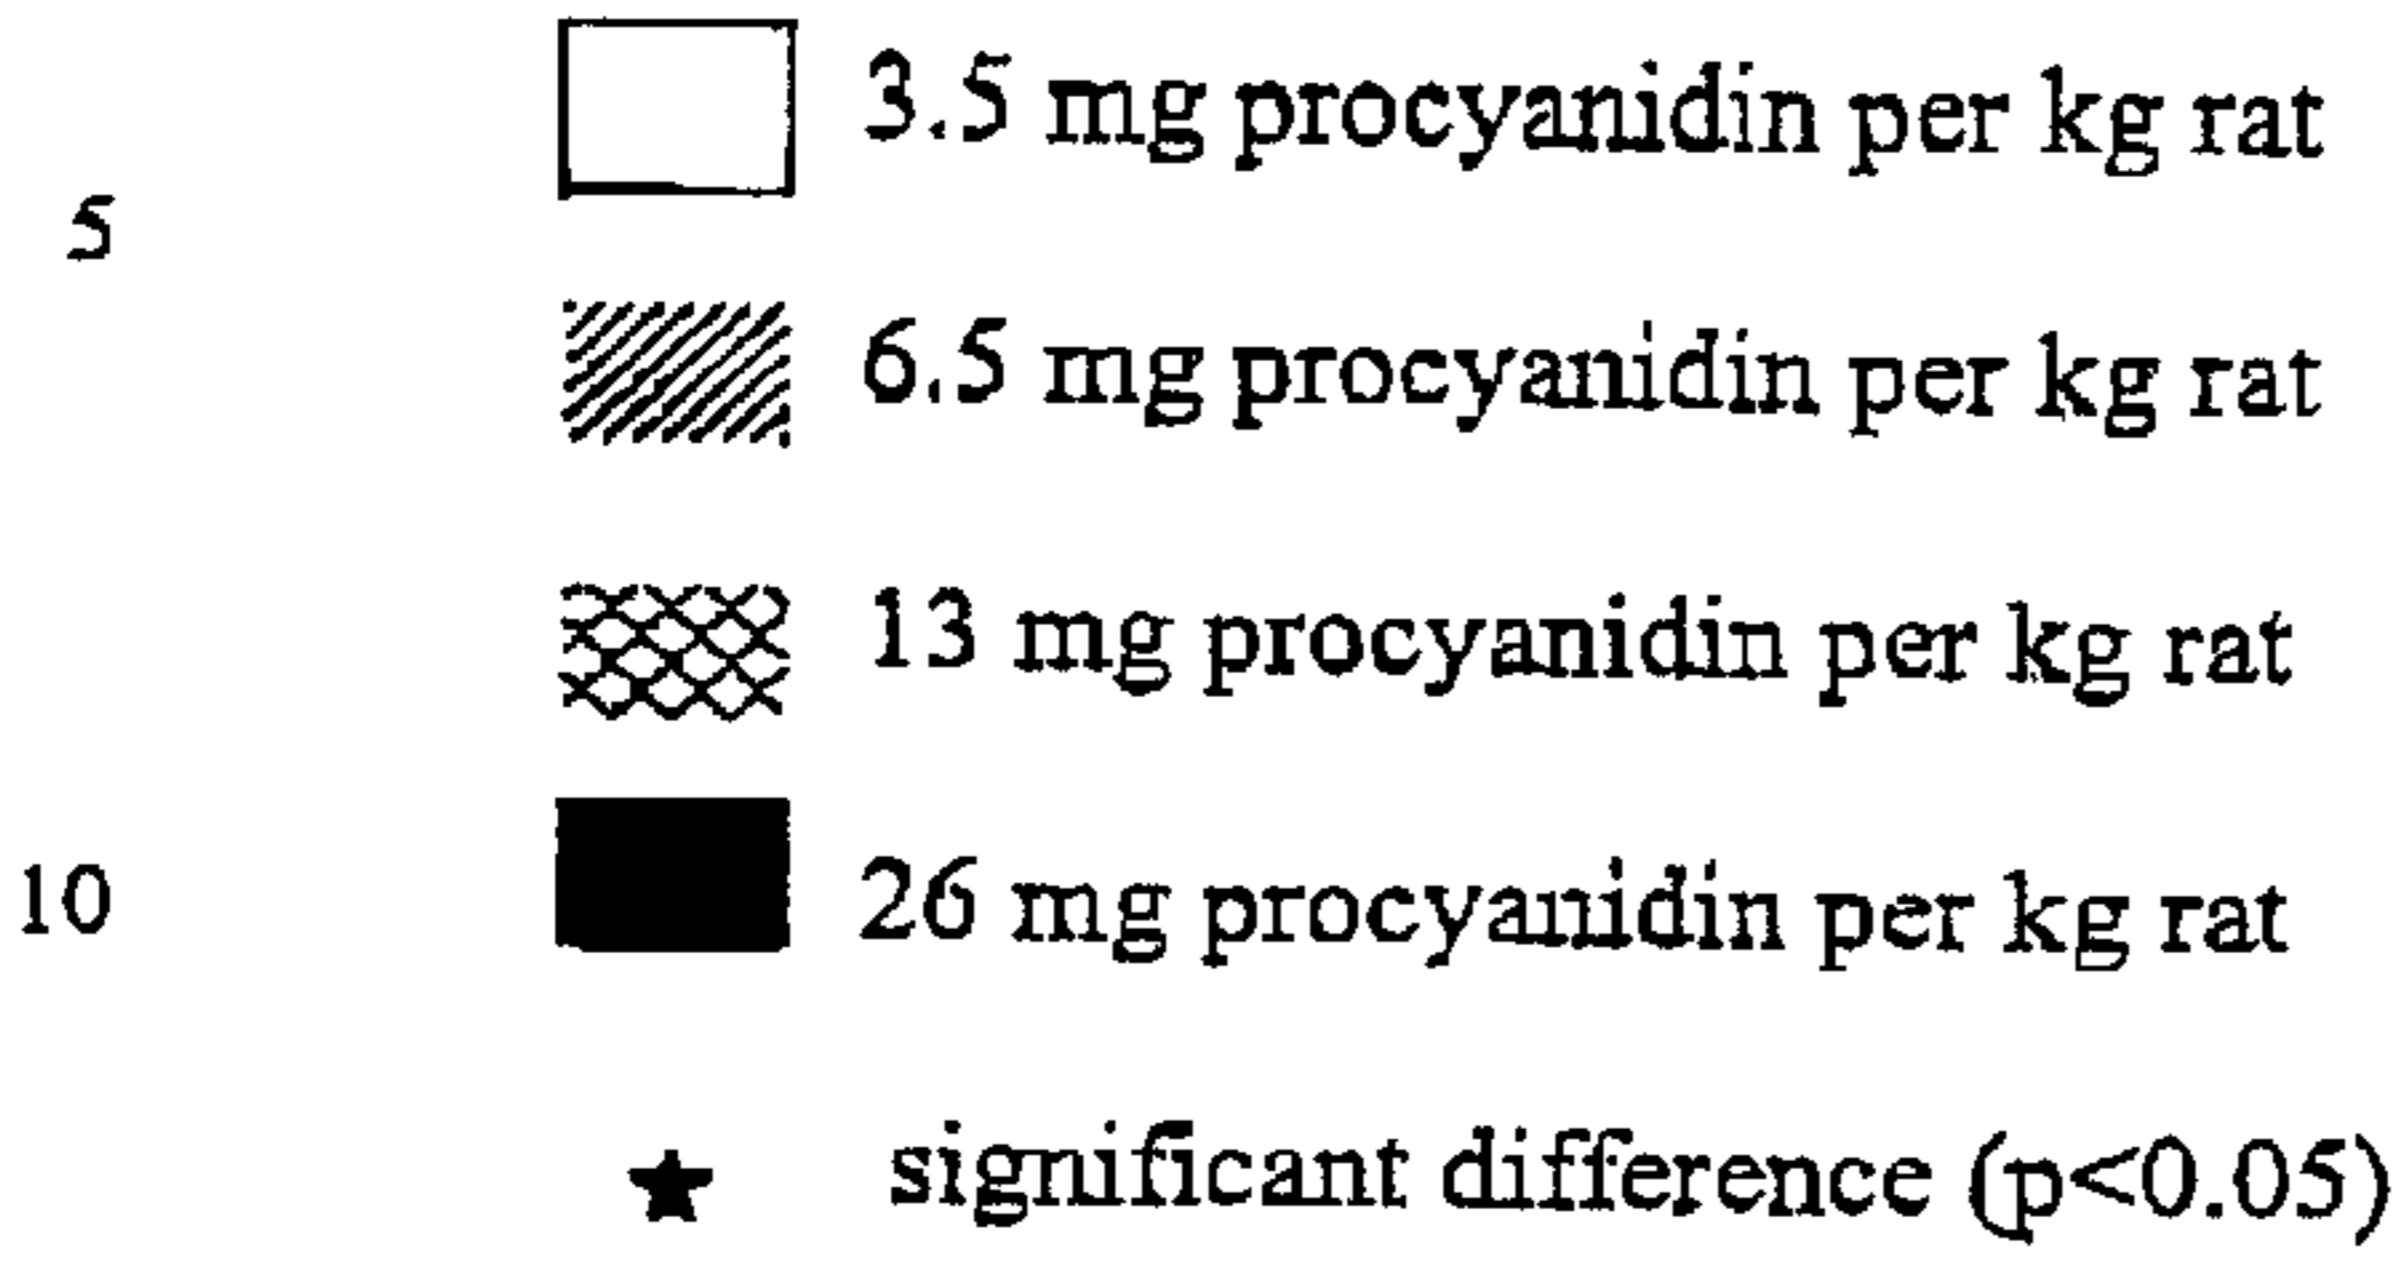 3.5 mg procyanidin per kg rat
5
6.5 mg procyanidin per kg rat
13 mg procyanidin per kg rat
10
26 mg procyanidin per kg rat
significant difference (p<0.05)